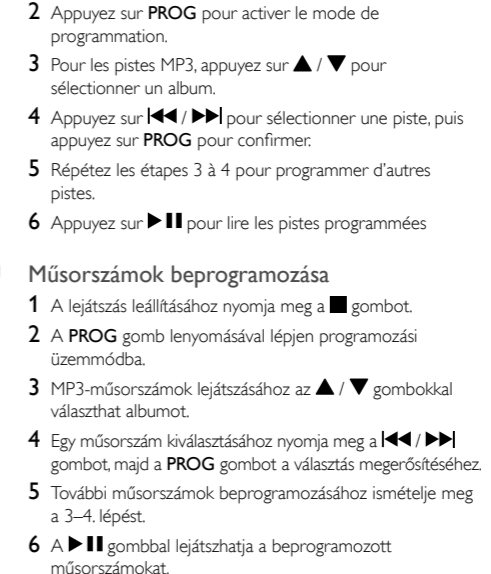 2 Appuyez sur PROG pour activer le mode de
programmation.
3 Pour les pistes MP3, appuyez sur ▲ / ▼ pour
sélectionner un album.
4 Appuyez sur |◀◀ / ▶▶| pour sélectionner une piste, puis
appuyez sur PROG pour confirmer.
5 Répétez les étapes 3 à 4 pour programmer d'autres
pistes.
6 Appuyez sur ▶❚❚ pour lire les pistes programmées
Műsorszámok beprogramozása
1 A lejátszás leállításához nyomja meg a ■ gombot.
2 A PROG gomb lenyomásával lépjen programozási
üzemmódba.
3 MP3-műsorszámok lejátszásához az ▲ / ▼ gombokkal
választhat albumot.
4 Egy műsorszám kiválasztásához nyomja meg a |◀◀ / ▶▶|
gombot, majd a PROG gombot a választás megerősítéséhez.
5 További műsorszámok beprogramozásához ismételje meg
a 3–4. lépést.
6 A ▶❚❚ gombbal lejátszhatja a beprogramozott
műsorszámokat.